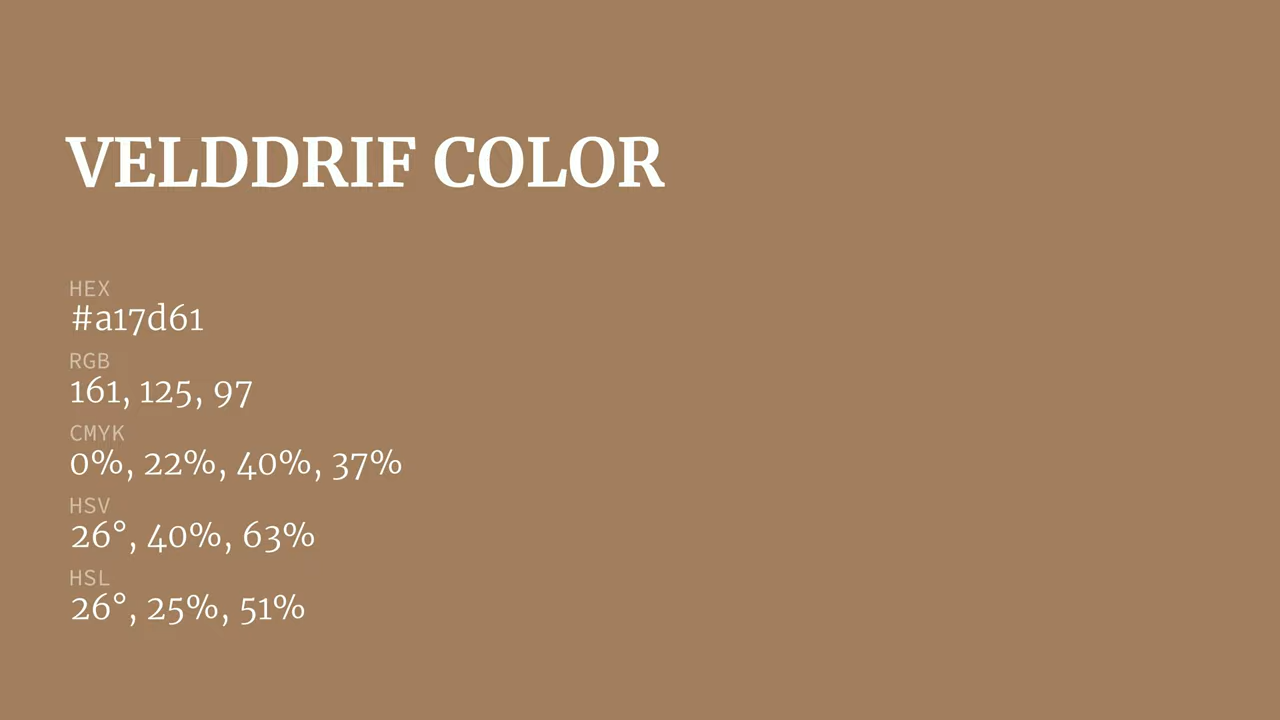 VELDDRIF COLOR
HEX
#a17d61
RGB
161, 125, 97
CMYK
0%, 22%, 40%, 37%
HSV
26°, 40%, 63%
HSL
26°, 25%, 51%